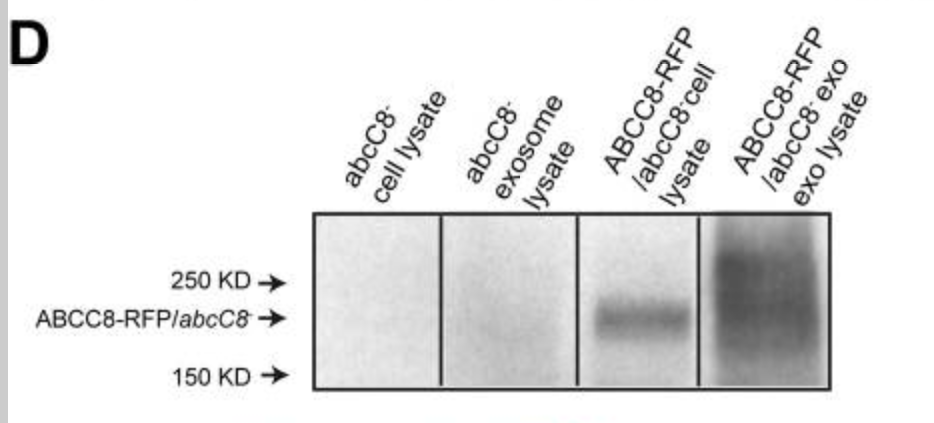 D
abcC8-
cell lysate
abcC8-
exosome
lysate
ABCC8-RFP
/abcC8- cell
lysate
ABCC8-RFP
/abcC8- exo
exo lysate
250 KD →
ABCC8-RFP/abcC8- →
150 KD →